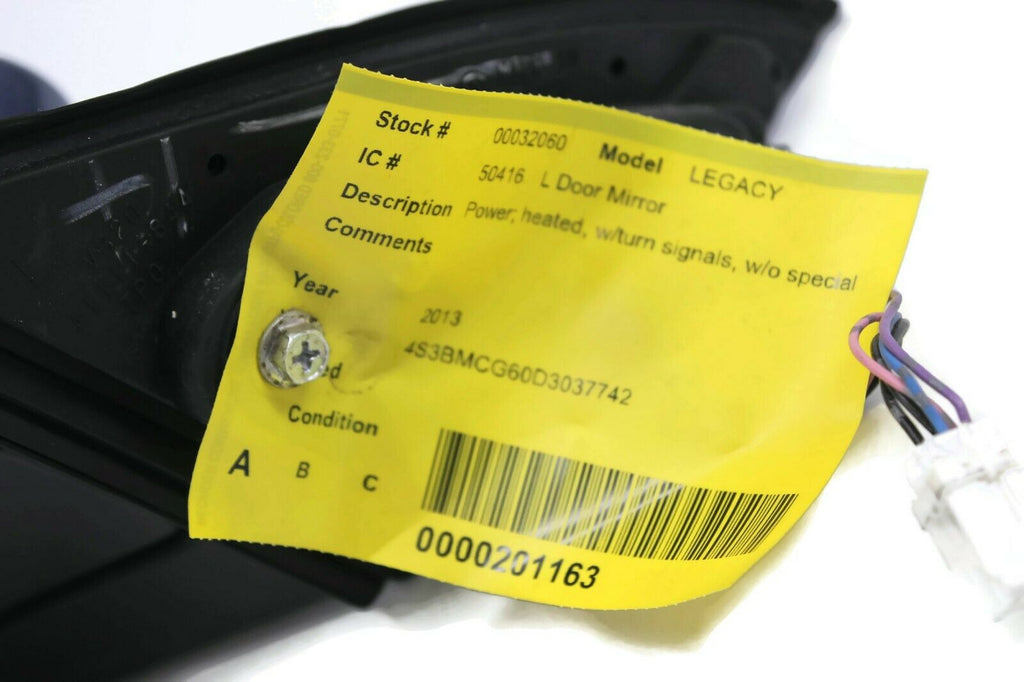 Stock # 00032060 Model LEGACY
IC # 50416 L Door Mirror
Description Power, heated, w/turn signals, w/o special
Comments
Year 2013
4S3BMCG60D3037742
Condition
A B C
0000201163